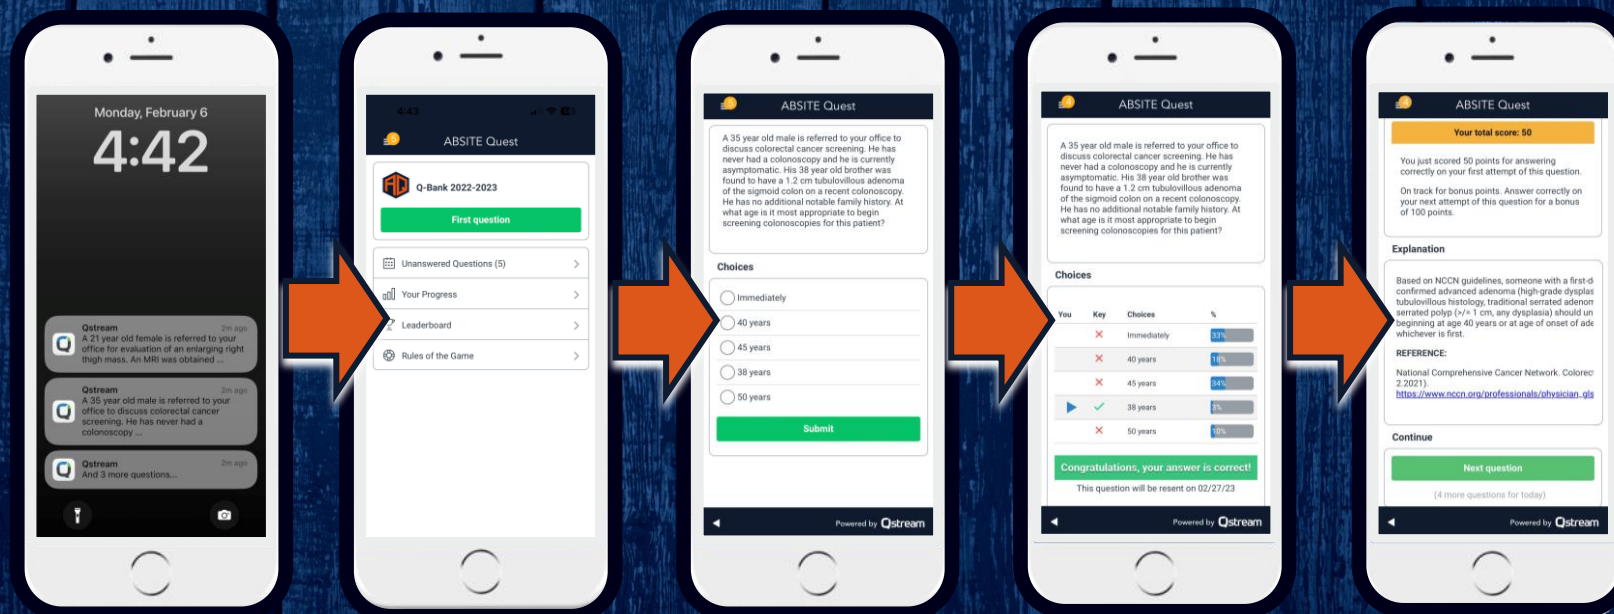 Monday, February 6
4:42
Qstream 2m ago
A 21 year old female is referred to your
office for evaluation of an enlarging right
thigh mass. An MRI was obtained ...
Qstream 2m ago
A 35 year old male is referred to your
office to discuss colorectal cancer
screening. He has never had a
colonoscopy ...
Qstream 2m ago
And 3 more questions...
4:43
5
ABSITE Quest
AQ
Q-Bank 2022-2023
First question
Unanswered Questions (5)
Your Progress
Leaderboard
Rules of the Game
5
ABSITE Quest
A 35 year old male is referred to your office to
discuss colorectal cancer screening. He has
never had a colonoscopy and he is currently
asymptomatic. His 38 year old brother was
found to have a 1.2 cm tubulovillous adenoma
of the sigmoid colon on a recent colonoscopy.
He has no additional notable family history. At
what age is it most appropriate to begin
screening colonoscopies for this patient?
Choices
Immediately
40 years
45 years
38 years
50 years
Submit
Powered by Qstream
4
ABSITE Quest
A 35 year old male is referred to your office to
discuss colorectal cancer screening. He has
never had a colonoscopy and he is currently
asymptomatic. His 38 year old brother was
found to have a 1.2 cm tubulovillous adenoma
of the sigmoid colon on a recent colonoscopy.
He has no additional notable family history. At
what age is it most appropriate to begin
screening colonoscopies for this patient?
Choices
You Key Choices %
Immediately 33%
40 years 18%
45 years 34%
38 years 3%
50 years 10%
Congratulations, your answer is correct!
This question will be resent on 02/27/23
Powered by Qstream
4
ABSITE Quest
Your total score: 50
You just scored 50 points for answering
correctly on your first attempt of this question.
On track for bonus points. Answer correctly on
your next attempt of this question for a bonus
of 100 points.
Explanation
Based on NCCN guidelines, someone with a first-d
confirmed advanced adenoma (high-grade dysplas
tubulovillous histology, traditional serrated adenom
serrated polyp (>/= 1 cm, any dysplasia) should un
beginning at age 40 years or at age of onset of ade
whichever is first.
REFERENCE:
National Comprehensive Cancer Network. Colorec
2.2021).
https://www.nccn.org/professionals/physician_gls
Continue
Next question
(4 more questions for today)
Powered by Qstream